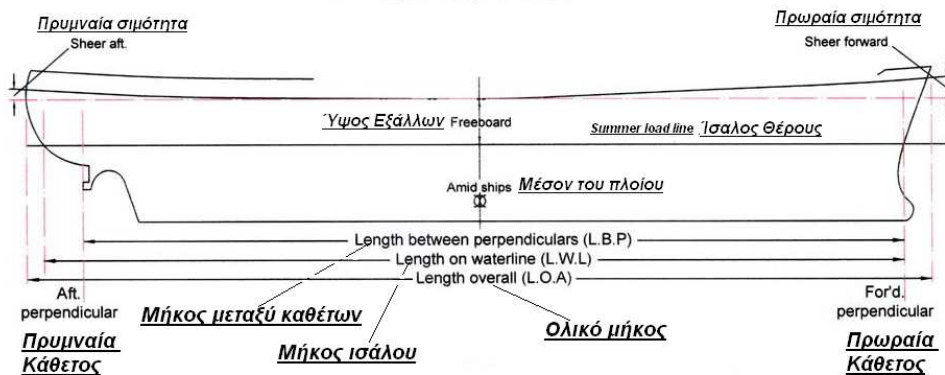 Πρυμναία σιμότητα
Sheer aft.
Πρωραία σιμότητα
Sheer forward
Ύψος Εξάλλων Freeboard
Summer load line Ίσαλος Θέρους
Amid ships Μέσον του πλοίου
Length between perpendiculars (L.B.P)
Length on waterline (L.W.L)
Length overall (L.O.A)
Aft.
perpendicular
Πρυμναία
Κάθετος
Μήκος μεταξύ καθέτων
Μήκος ισάλου
Ολικό μήκος
For'd.
perpendicular
Πρωραία
Κάθετος